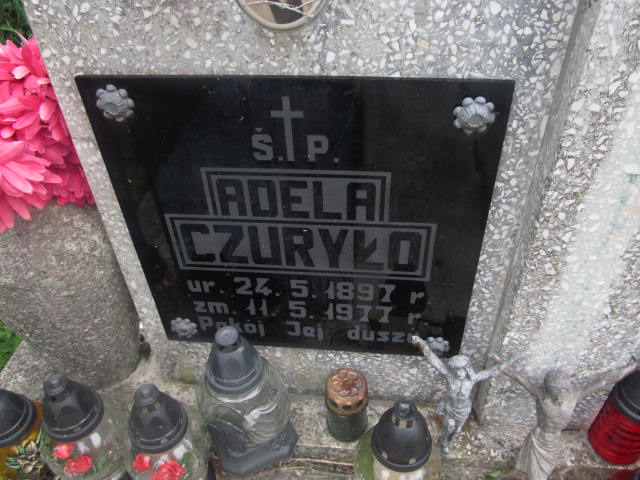 Ś. P.
ADELA
CZURYŁO
ur. 24. 5. 1897 r.
zm. 11. 5. 1977 r.
Pokój Jej duszy